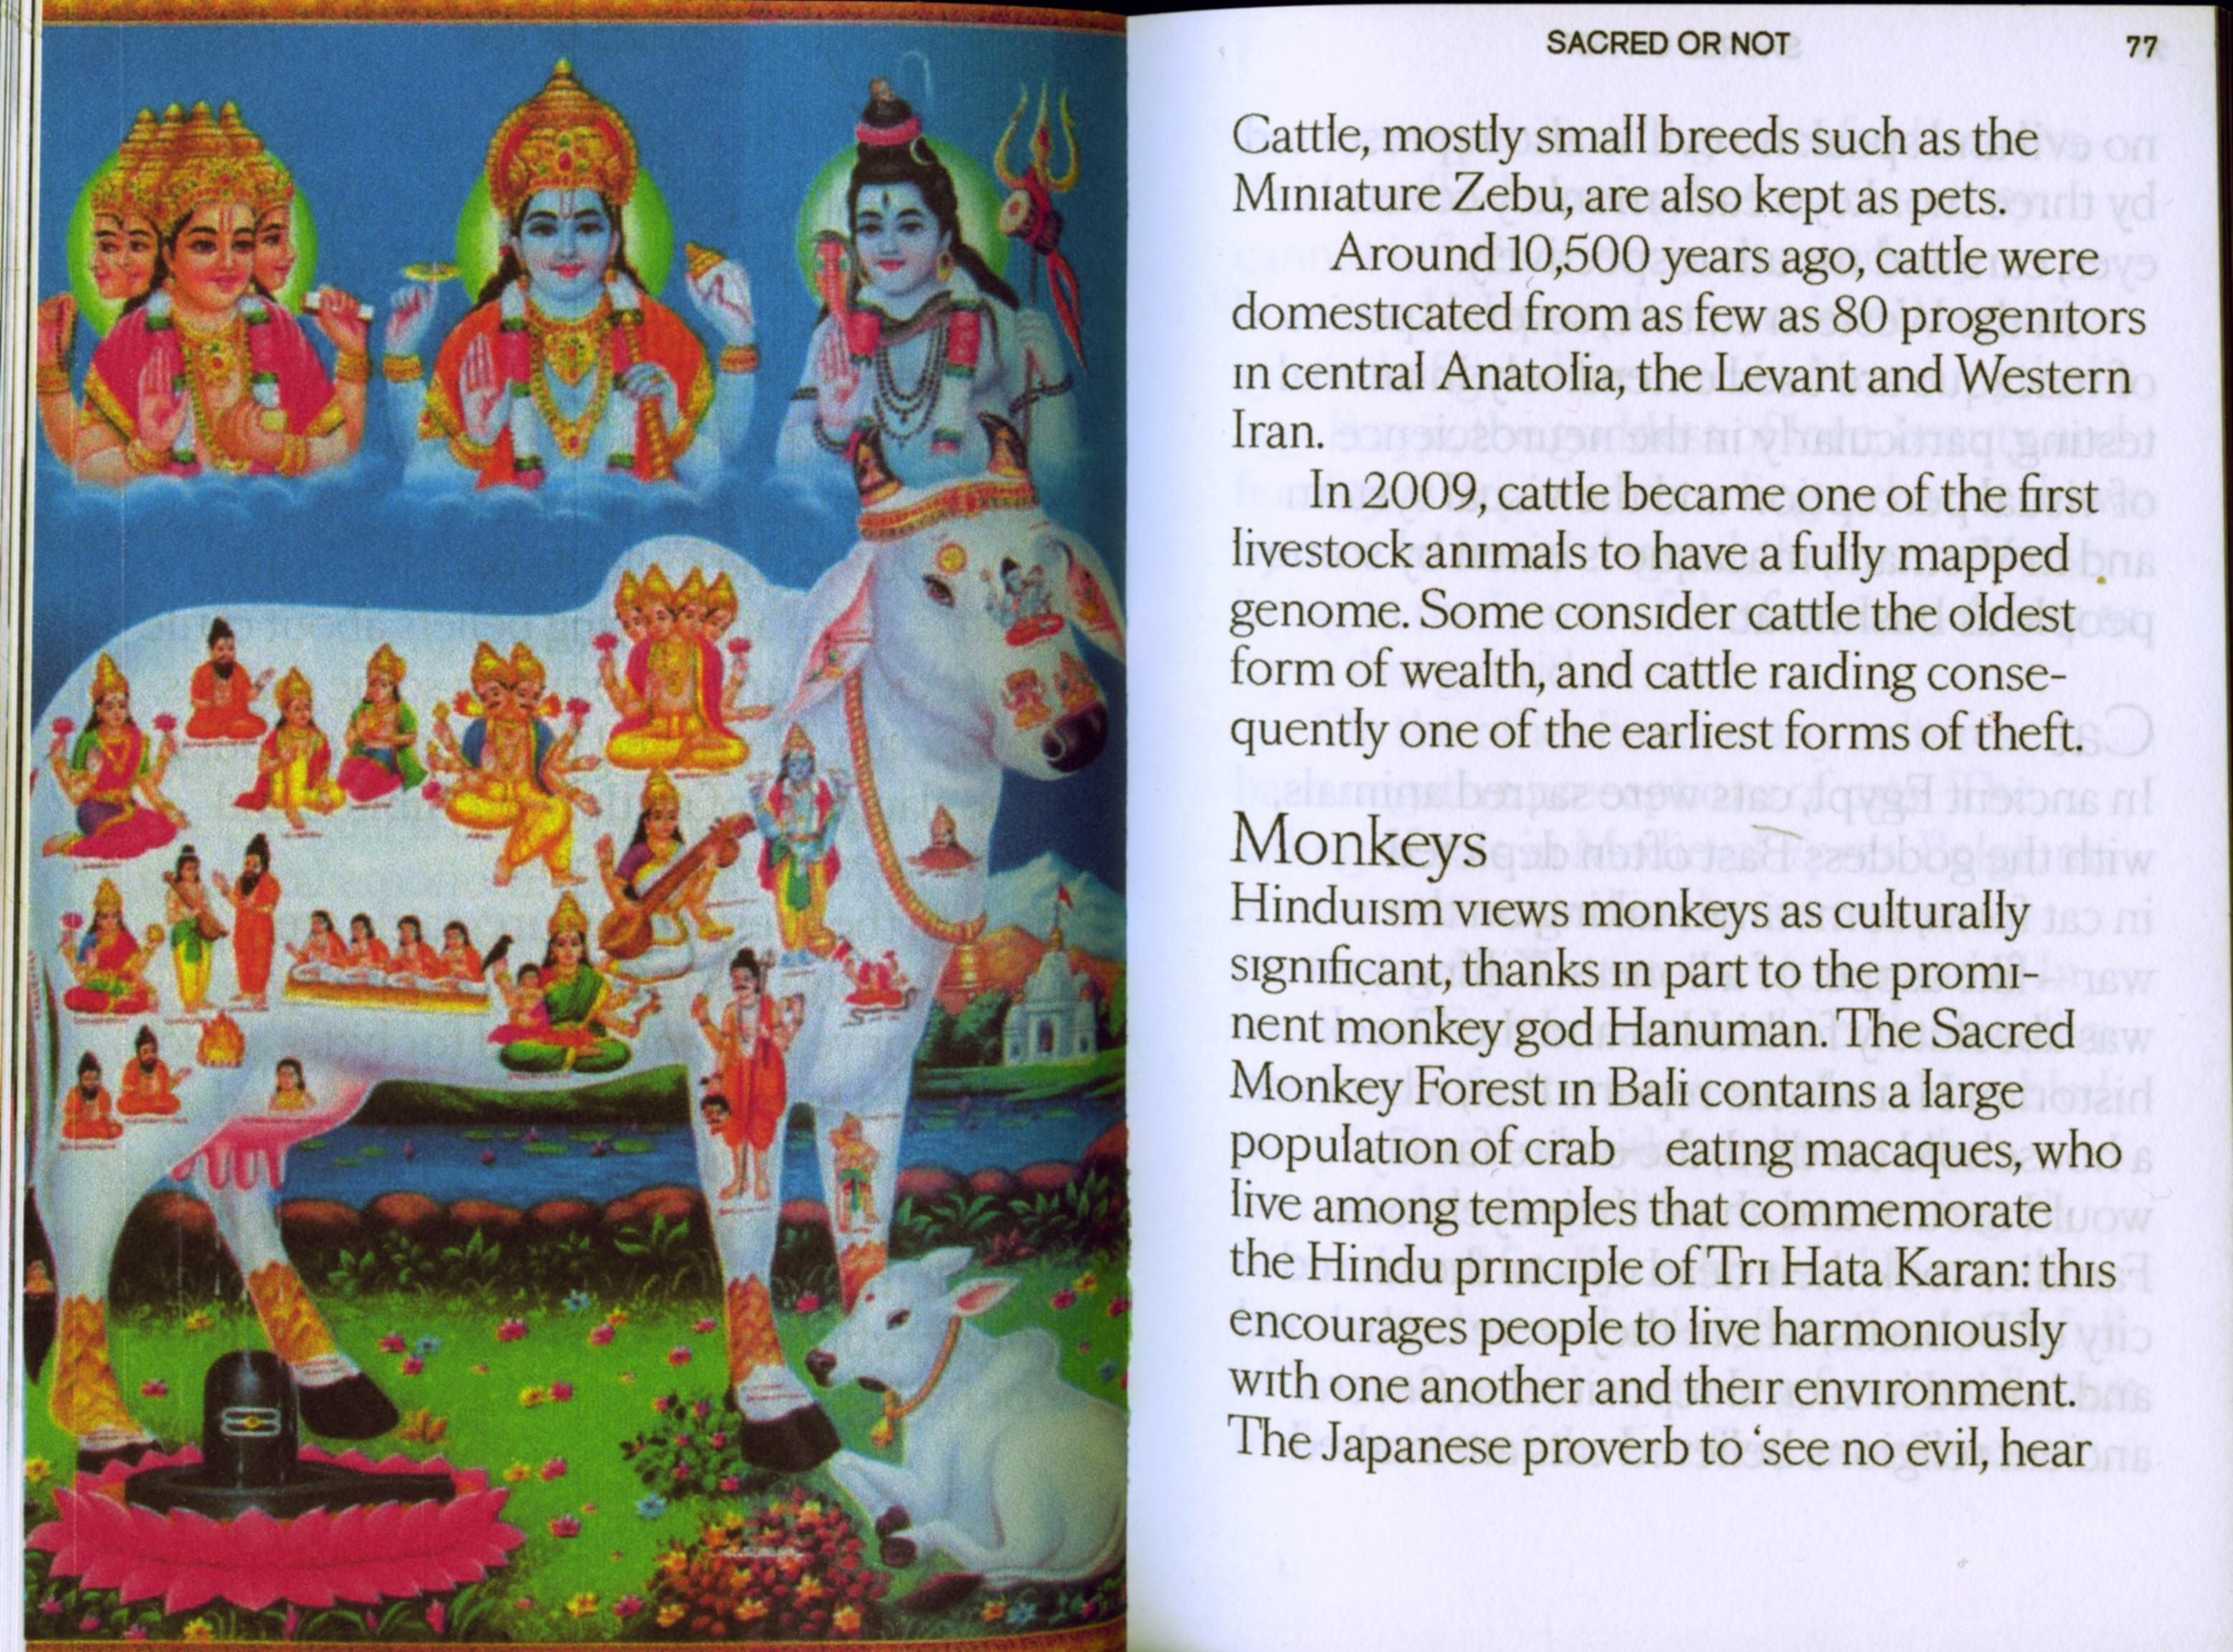 SACRED OR NOT
77
Cattle, mostly small breeds such as the
Miniature Zebu, are also kept as pets.
Around 10,500 years ago, cattle were
domesticated from as few as 80 progenitors
in central Anatolia, the Levant and Western
Iran.
In 2009, cattle became one of the first
livestock animals to have a fully mapped
genome. Some consider cattle the oldest
form of wealth, and cattle raiding conse-
quently one of the earliest forms of theft.
Monkeys
Hinduism views monkeys as culturally
significant, thanks in part to the promi-
nent monkey god Hanuman. The Sacred
Monkey Forest in Bali contains a large
population of crab eating macaques, who
live among temples that commemorate
the Hindu principle of Tri Hata Karan: this
encourages people to live harmoniously
with one another and their environment.
The Japanese proverb to ‘see no evil, hear